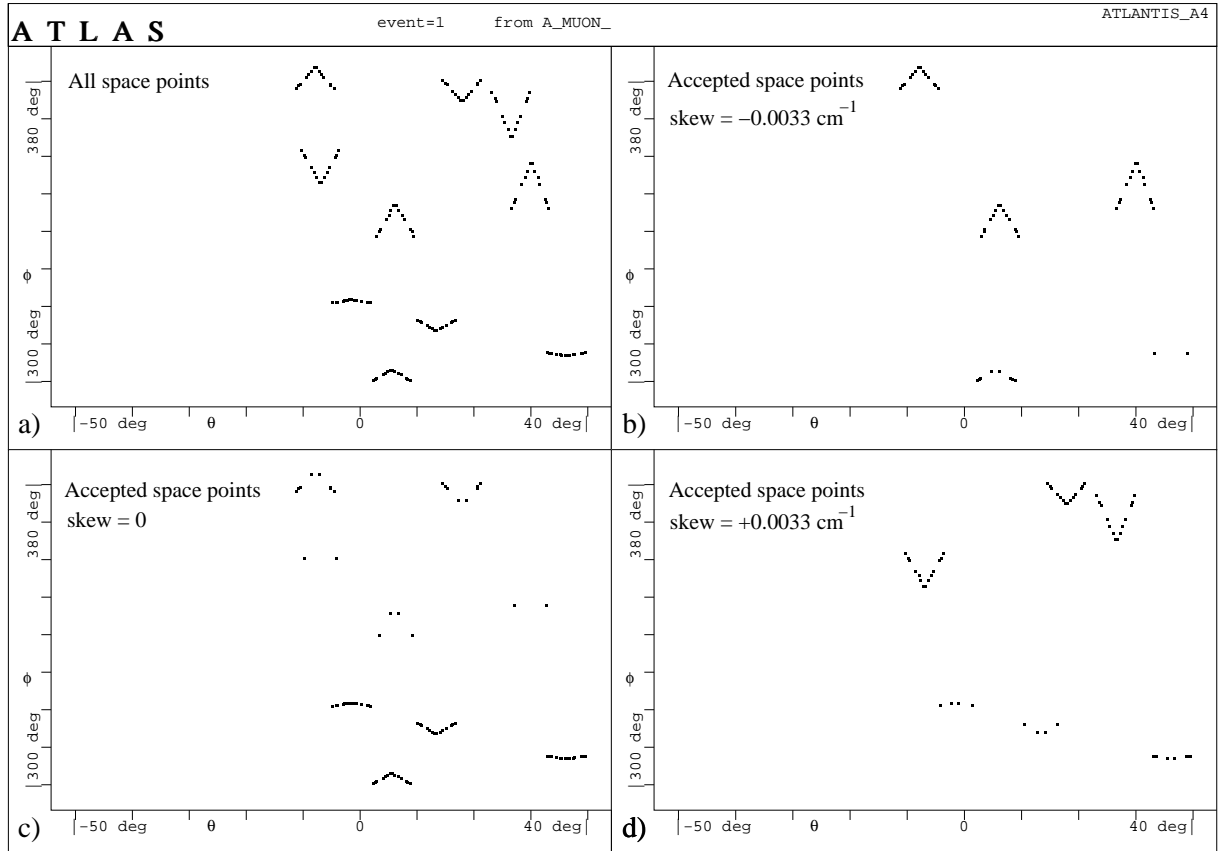 A T L A S
event=1 from A_MUON_
ATLANTIS_A4
All space points
380 deg
ϕ
300 deg
a)
-50 deg θ 0 40 deg
Accepted space points
skew = −0.0033 cm−1
380 deg
ϕ
300 deg
b)
-50 deg θ 0 40 deg
Accepted space points
skew = 0
380 deg
ϕ
300 deg
c)
-50 deg θ 0 40 deg
Accepted space points
skew = +0.0033 cm−1
380 deg
ϕ
300 deg
d)
-50 deg θ 0 40 deg